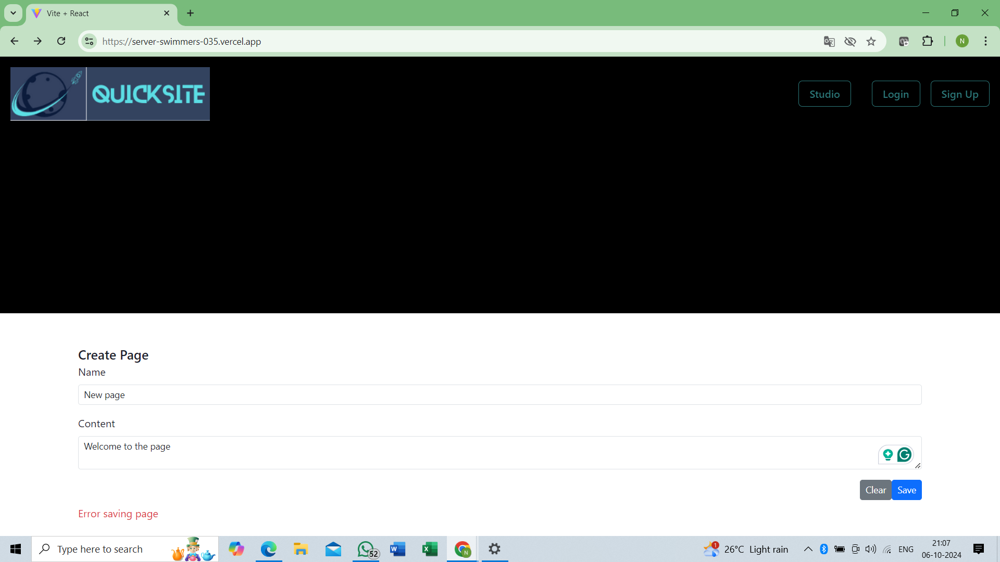 Vite + React
https://server-swimmers-035.vercel.app
N
QUICKSITE
Studio
Login
Sign Up
Create Page
Name
New page
Content
Welcome to the page
Clear
Save
Error saving page
Type here to search
52
N
1
26°C Light rain
ENG
21:07
06-10-2024